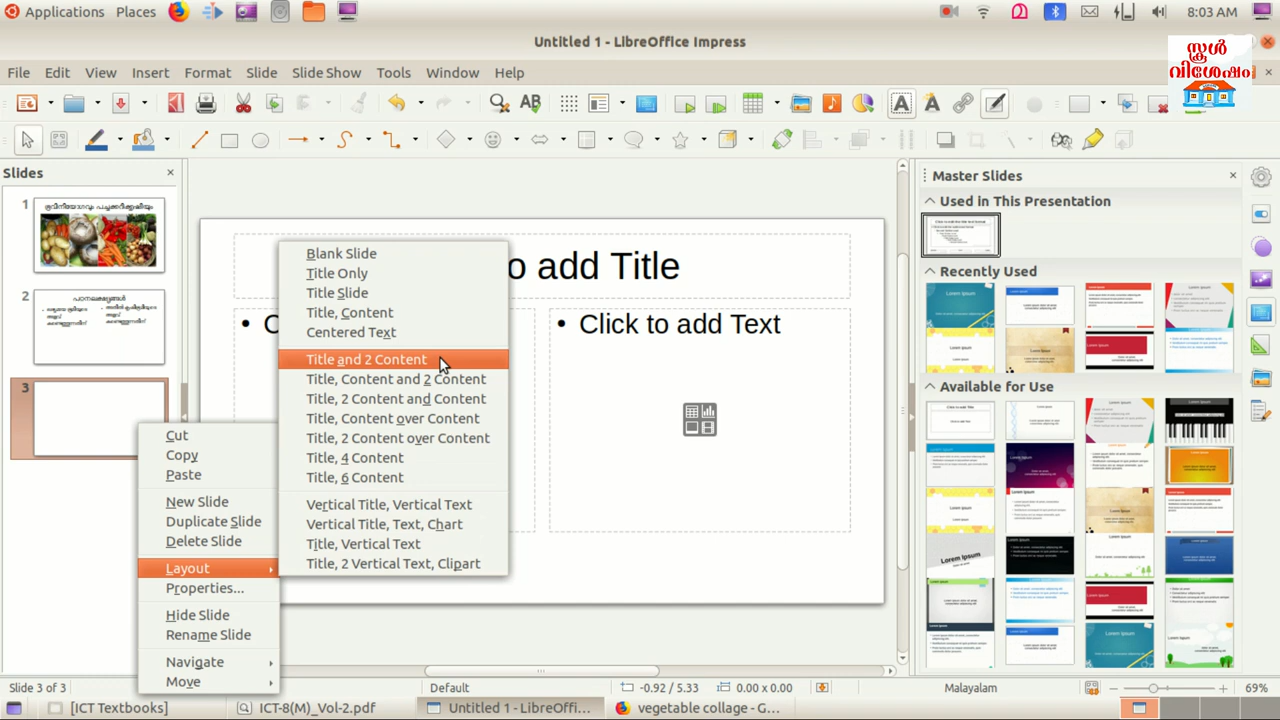 Applications Places 8:03 AM
Untitled 1 - LibreOffice Impress
സ്കൂൾ
വിശേഷം
File Edit View Insert Format Slide Slide Show Tools Window Help
Slides
Master Slides
Used in This Presentation
Recently Used
Available for Use
1
2
പഠനലക്ഷ്യങ്ങൾ
3
Click to add Text
o add Title
Blank Slide
Title Only
Title Slide
Title, Content
Centered Text
Title and 2 Content
Title, Content and 2 Content
Title, 2 Content and Content
Title, Content over Content
Title, 2 Content over Content
Title, 4 Content
Title, 6 Content
Vertical Title, Vertical Text
Vertical Title, Text, Chart
Title, Vertical Text
Title, 2 Vertical Text, Clipart
Cut
Copy
Paste
New Slide
Duplicate Slide
Delete Slide
Layout
Properties...
Hide Slide
Rename Slide
Navigate
Move
Slide 3 of 3 Default -0.92 / 5.33 0.00 x 0.00 Malayalam 69%
[ICT Textbooks] ICT-8(M)_Vol-2.pdf Untitled 1 - LibreOffi... vegetable collage - G...